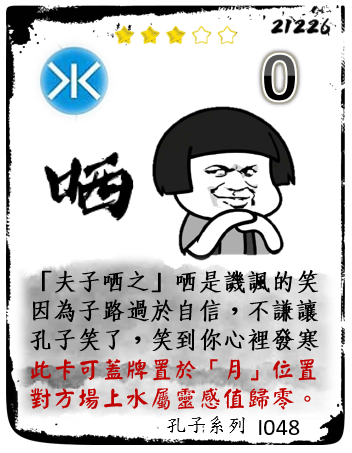 21226
0
哂
「夫子哂之」哂是譏諷的笑
因為子路過於自信，不謙讓
孔子笑了，笑到你心裡發寒
此卡可蓋牌置於「月」位置
對方場上水屬靈感值歸零。
孔子系列 I048